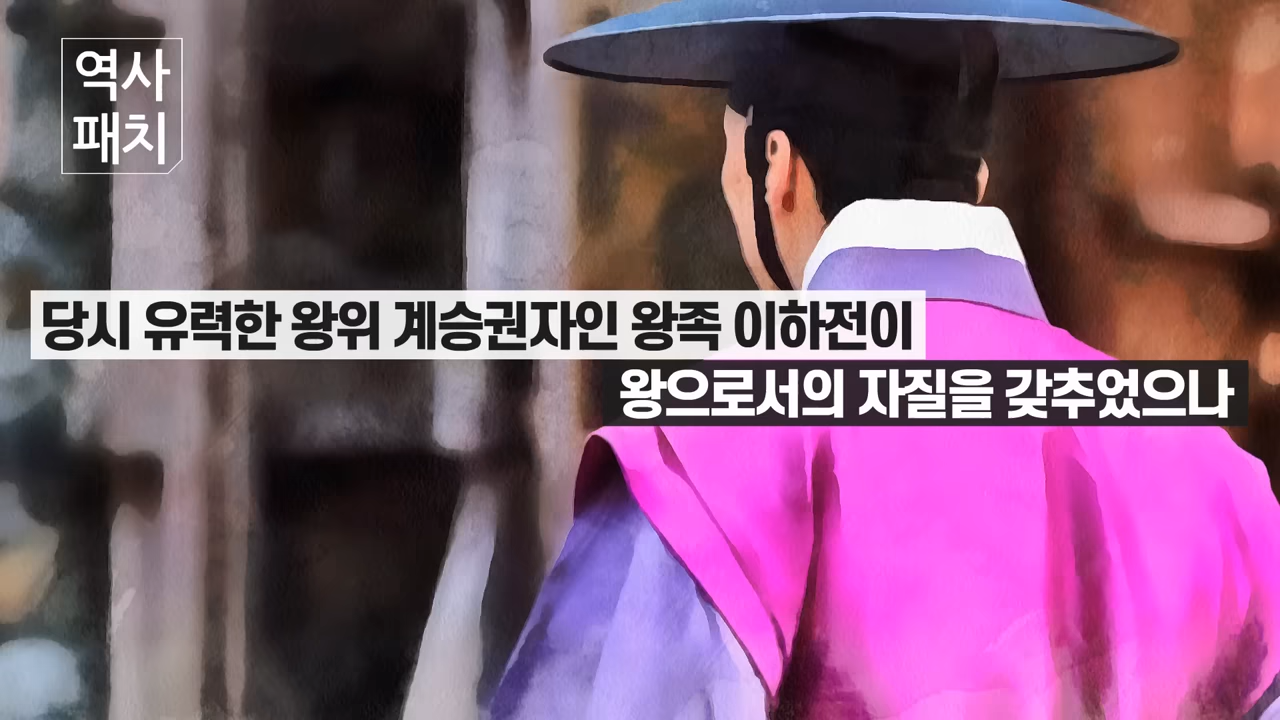 역사
패치
당시 유력한 왕위 계승권자인 왕족 이하전이
왕으로서의 자질을 갖추었으나